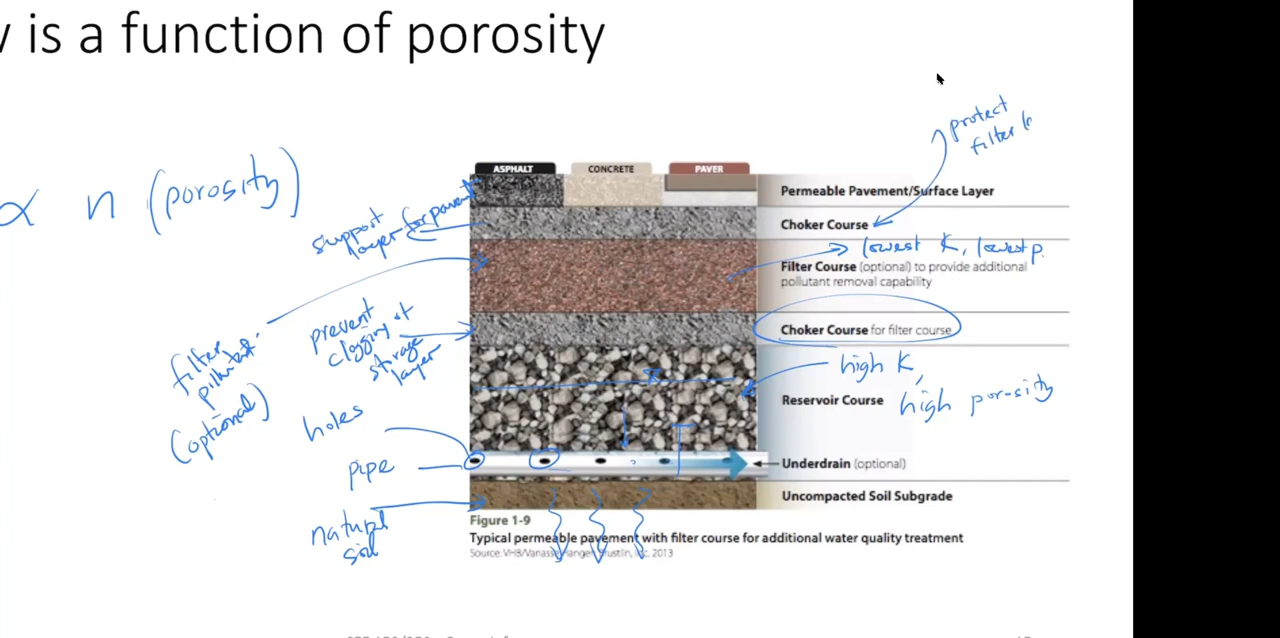 is a function of porosity
∝ n (porosity)
support
layer for pavement
filter
pollutant
(optional)
prevent
clogging of
storage
layer
holes
pipe
natural
soil
protect
filter
ASPHALT CONCRETE PAVER
Permeable Pavement/Surface Layer
Choker Course
lowest K, lowest p.
Filter Course (optional) to provide additional
pollutant removal capability
Choker Course for filter course
high K,
Reservoir Course
high porosity
Underdrain (optional)
Uncompacted Soil Subgrade
Figure 1-9
Typical permeable pavement with filter course for additional water quality treatment
Source: VHB/Vanasse Hangen Brustlin, Inc. 2013